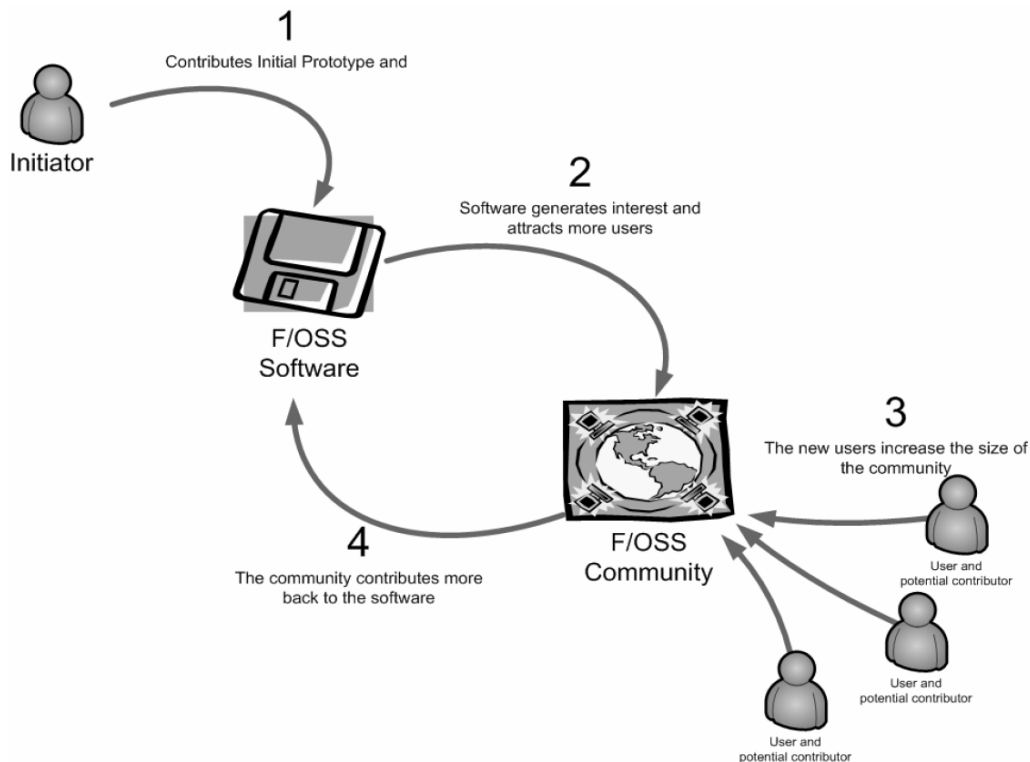 1
Contributes Initial Prototype and
Initiator
2
Software generates interest and
attracts more users
F/OSS
Software
3
The new users increase the size of
the community
F/OSS
Community
4
The community contributes more
back to the software
User and
potential contributor
User and
potential contributor
User and
potential contributor